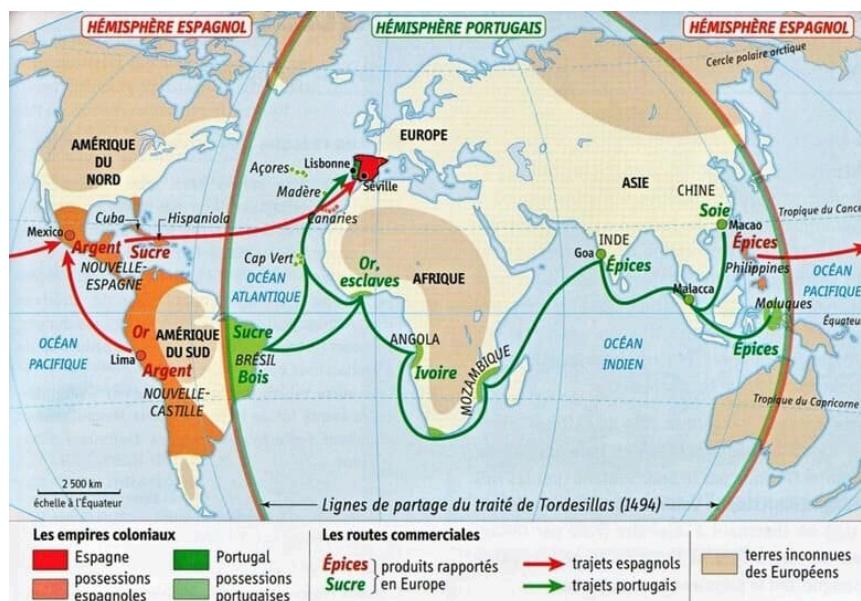 HÉMISPHÈRE ESPAGNOL
HÉMISPHÈRE PORTUGAIS
HÉMISPHÈRE ESPAGNOL
Cercle polaire arctique
AMÉRIQUE
DU
NORD
EUROPE
Açores
Lisbonne
Séville
Madère
Canaries
ASIE
CHINE
Soie
Macao
Tropique du Cancer
Cuba
Hispaniola
Mexico
Argent
Sucre
NOUVELLE-
ESPAGNE
Cap Vert
OCÉAN
ATLANTIQUE
Or,
esclaves
AFRIQUE
INDE
Goa
Épices
Épices
Philippines
OCÉAN
PACIFIQUE
Malacca
Moluques
Équateur
Épices
OCÉAN
PACIFIQUE
Or
AMÉRIQUE
DU SUD
Lima
Argent
NOUVELLE-
CASTILLE
Sucre
BRÉSIL
Bois
ANGOLA
Ivoire
MOZAMBIQUE
OCÉAN
INDIEN
Tropique du Capricorne
2 500 km
échelle à l'Équateur
Lignes de partage du traité de Tordesillas (1494)
Les empires coloniaux
Espagne
Portugal
possessions
espagnoles
possessions
portugaises
Les routes commerciales
Épices
Sucre
produits rapportés
en Europe
trajets espagnols
trajets portugais
terres inconnues
des Européens